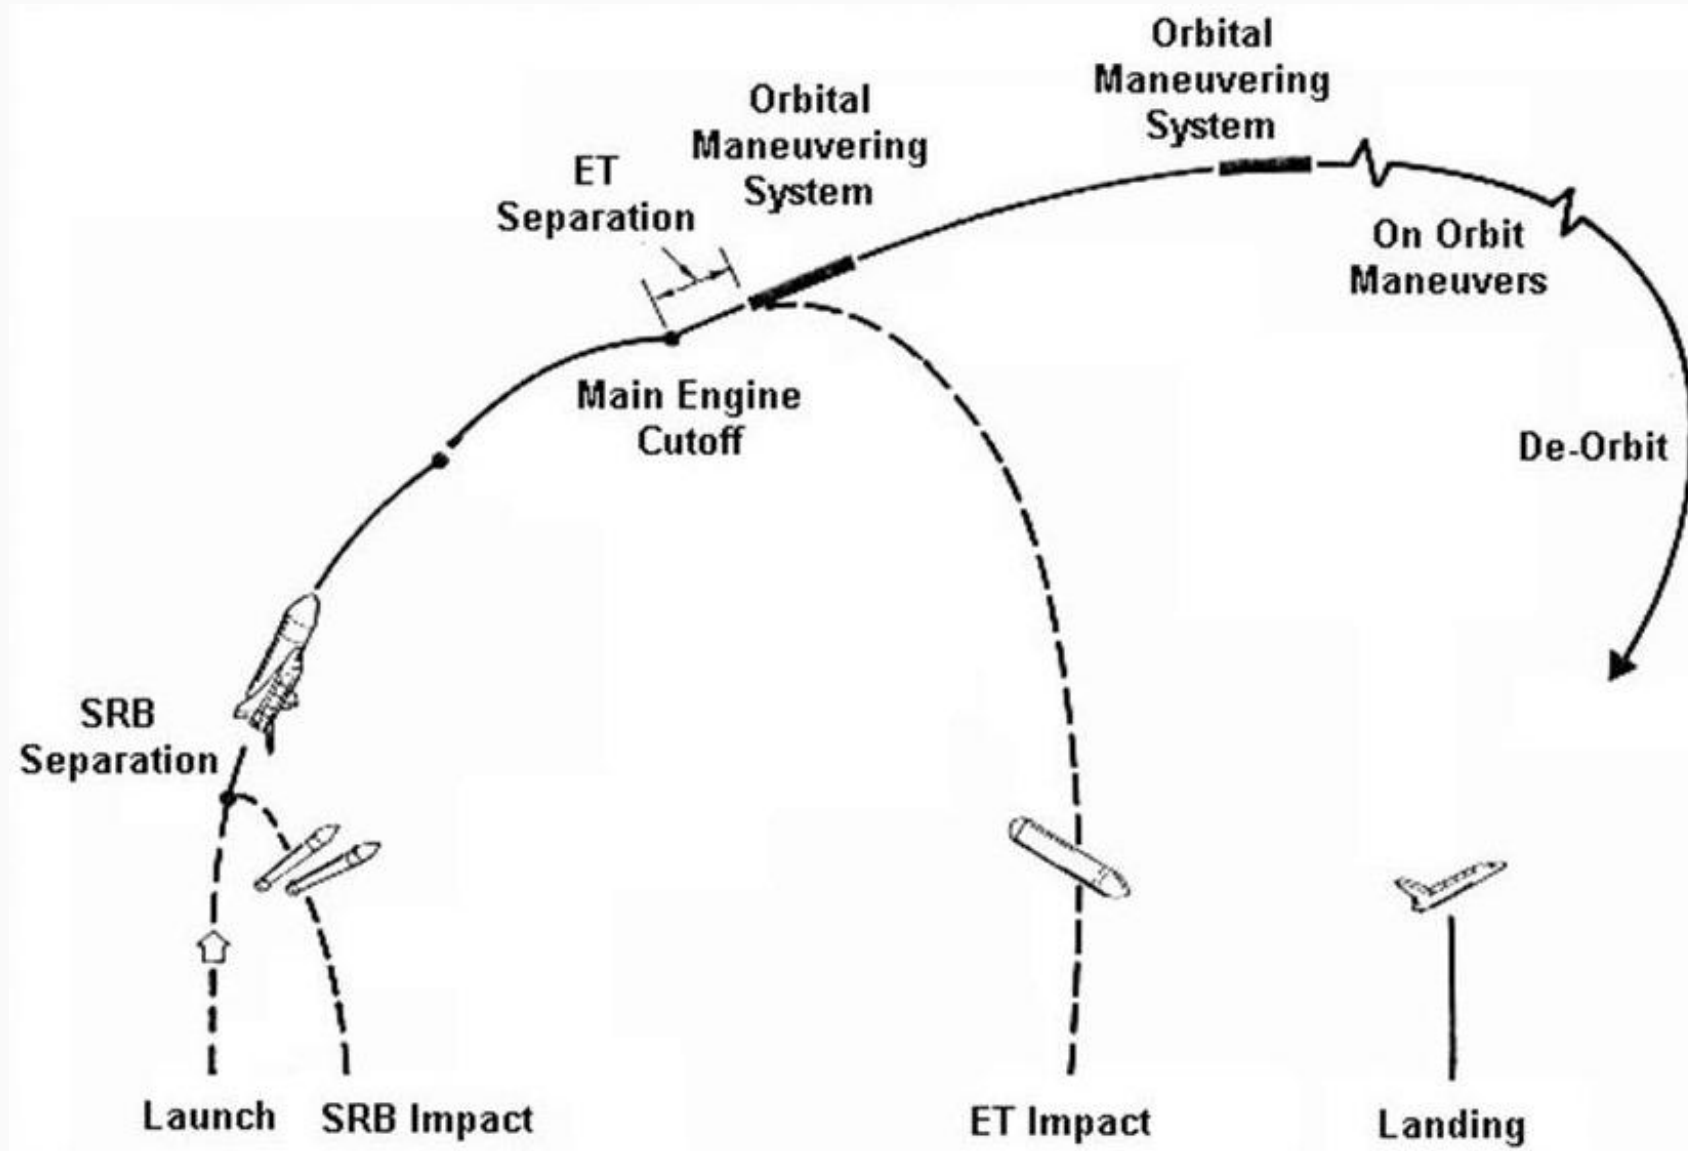 Orbital
Maneuvering
System
Orbital
Maneuvering
System
ET
Separation
On Orbit
Maneuvers
Main Engine
Cutoff
De-Orbit
SRB
Separation
Launch
SRB Impact
ET Impact
Landing